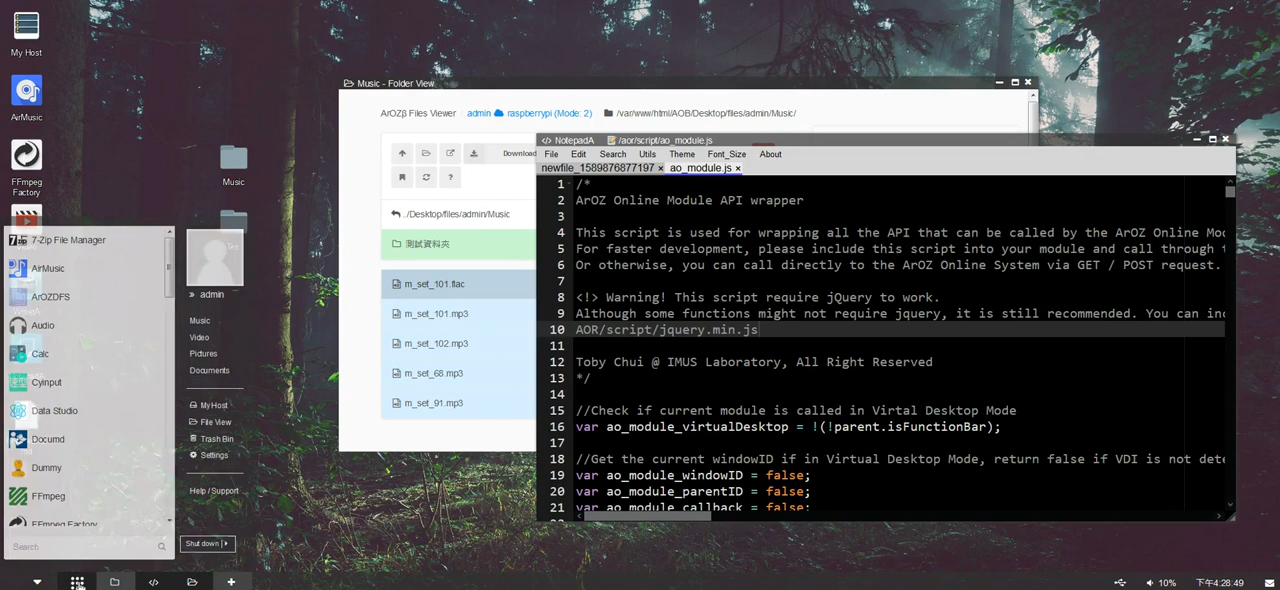 My Host
AirMusic
FFmpeg
Factory
Music
7-Zip File Manager
AirMusic
ArOZDFS
Audio
Calc
Cyinput
Data Studio
Documd
Dummy
FFmpeg
FFmpeg Factory
Search
admin
Music
Video
Pictures
Documents
My Host
File View
Trash Bin
Settings
Help / Support
Shut down
Music - Folder View
ArOZβ Files Viewer admin raspberrypi (Mode: 2) /var/www/html/AOB/Desktop/files/admin/Music/
Download
./Desktop/files/admin/Music
測試資料夾
m_set_101.flac
m_set_101.mp3
m_set_102.mp3
m_set_68.mp3
m_set_91.mp3
</> NotepadA /aor/script/ao_module.js
File Edit Search Utils Theme Font_Size About
newfile_1589876877197 × ao_module.js ×
1 /*
2 ArOZ Online Module API wrapper
3
4 This script is used for wrapping all the API that can be called by the ArOZ Online Mod
5 For faster development, please include this script into your module and call through t
6 Or otherwise, you can call directly to the ArOZ Online System via GET / POST request.
7
8 <!> Warning! This script require jQuery to work.
9 Although some functions might not require jquery, it is still recommended. You can inc
10 AOR/script/jquery.min.js
11
12 Toby Chui @ IMUS Laboratory, All Right Reserved
13 */
14
15 //Check if current module is called in Virtal Desktop Mode
16 var ao_module_virtualDesktop = !(!parent.isFunctionBar);
17
18 //Get the current windowID if in Virtual Desktop Mode, return false if VDI is not dete
19 var ao_module_windowID = false;
20 var ao_module_parentID = false;
21 var ao_module_callback = false;
10%
下午4:28:49